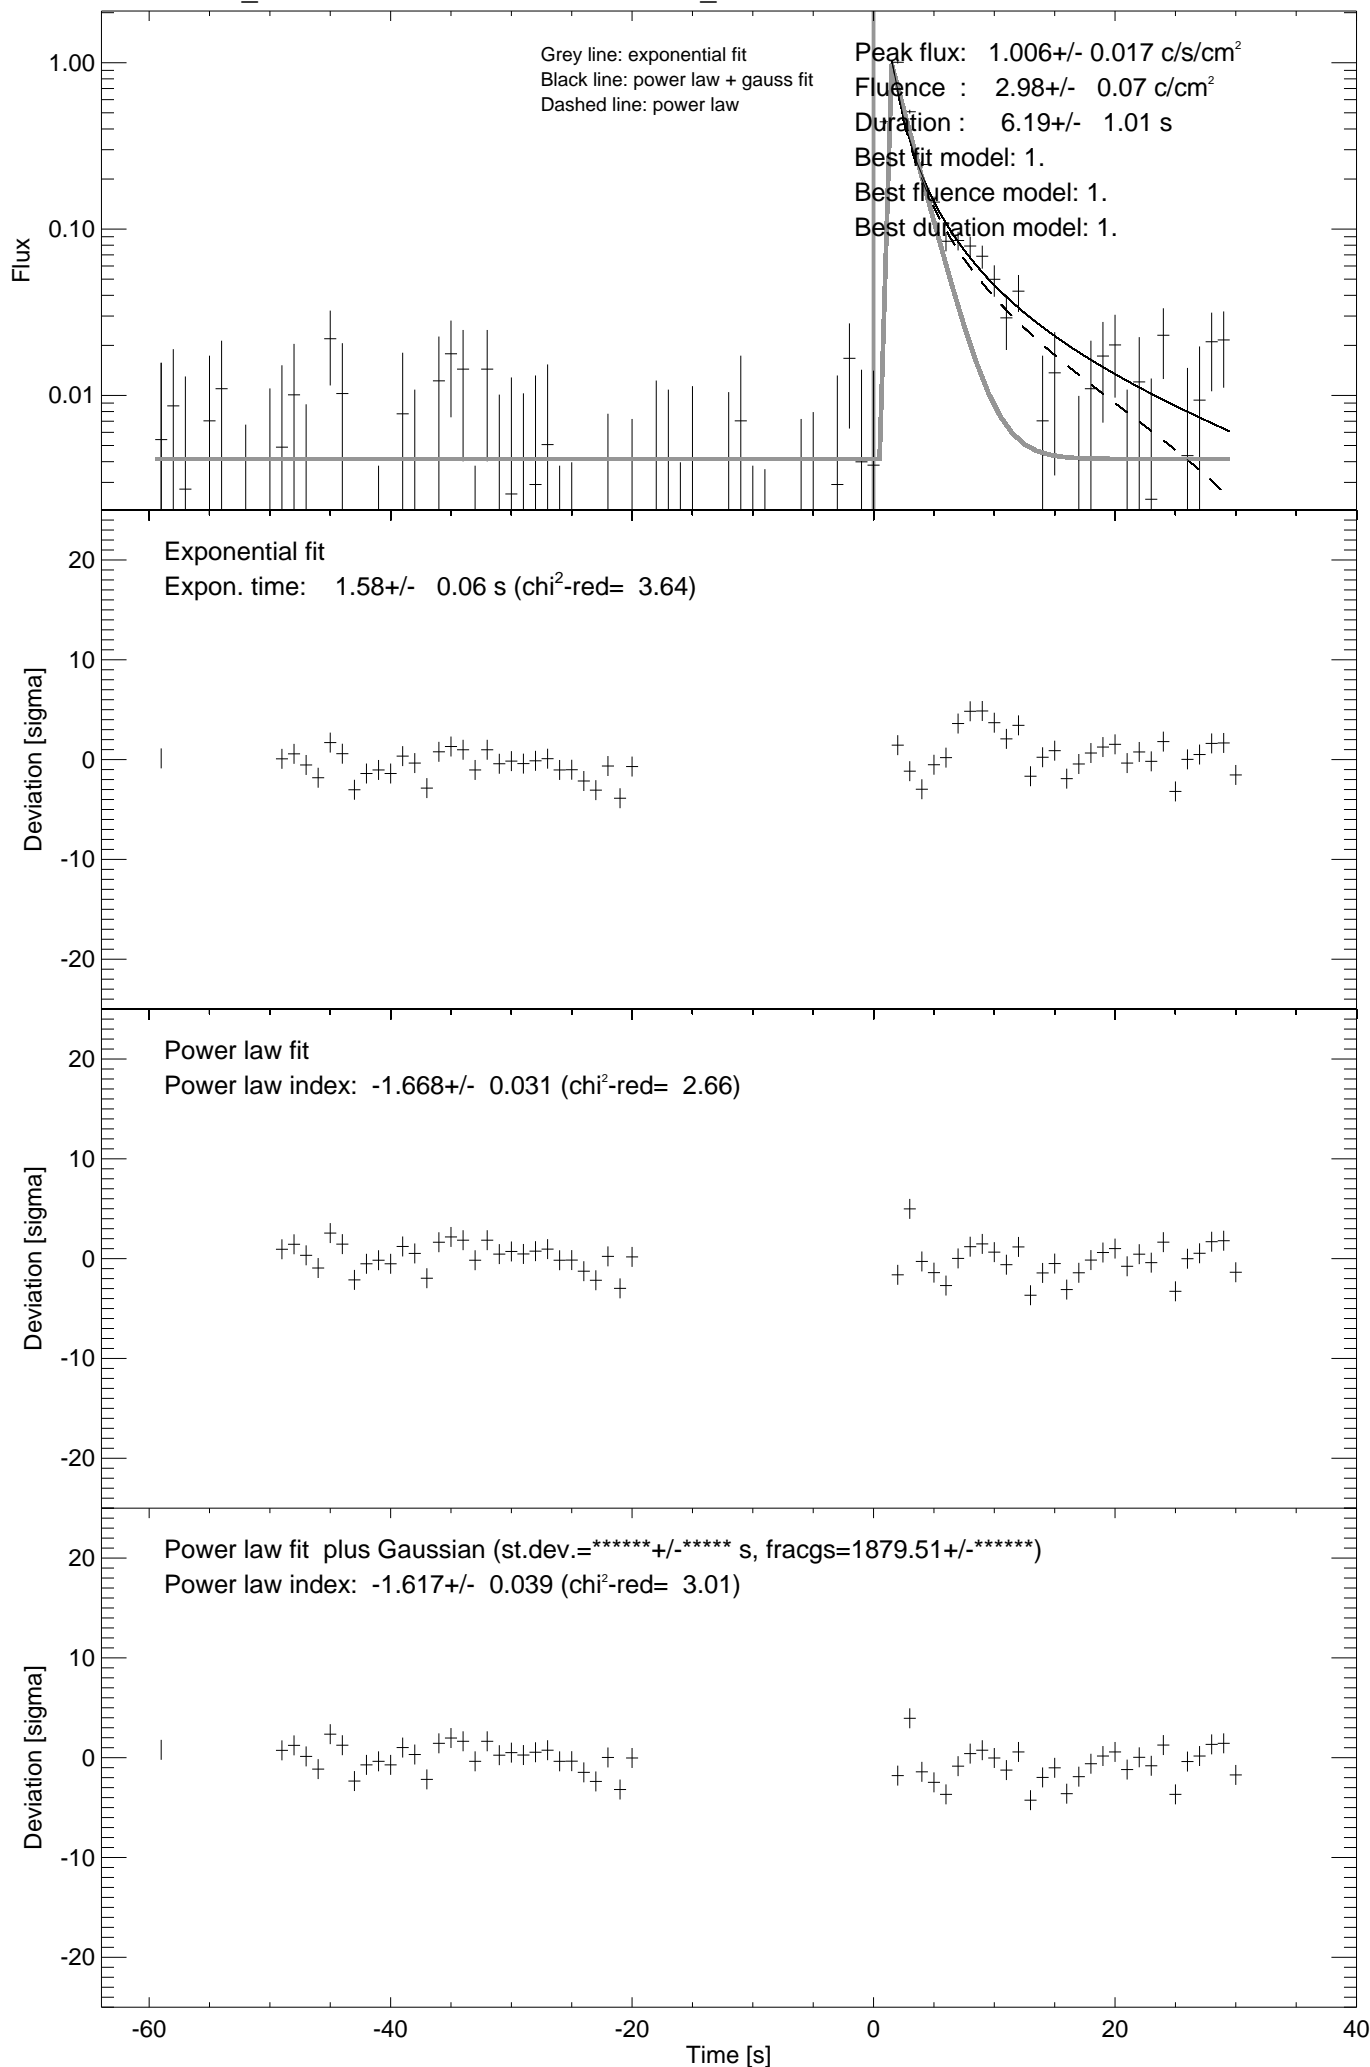 Grey line: exponential fit
Black line: power law + gauss fit
Dashed line: power law
Peak flux: 1.006+/- 0.017 c/s/cm²
Fluence : 2.98+/- 0.07 c/cm²
Duration : 6.19+/- 1.01 s
Best fit model: 1.
Best fluence model: 1.
Best duration model: 1.
1.00
0.10
0.01
Flux
Exponential fit
Expon. time: 1.58+/- 0.06 s (chi²-red= 3.64)
20
10
0
-10
-20
Deviation [sigma]
Power law fit
Power law index: -1.668+/- 0.031 (chi²-red= 2.66)
20
10
0
-10
-20
Deviation [sigma]
Power law fit plus Gaussian (st.dev.=******+/-***** s, fracgs=1879.51+/-******)
Power law index: -1.617+/- 0.039 (chi²-red= 3.01)
20
10
0
-10
-20
Deviation [sigma]
-60 -40 -20 0 20 40
Time [s]